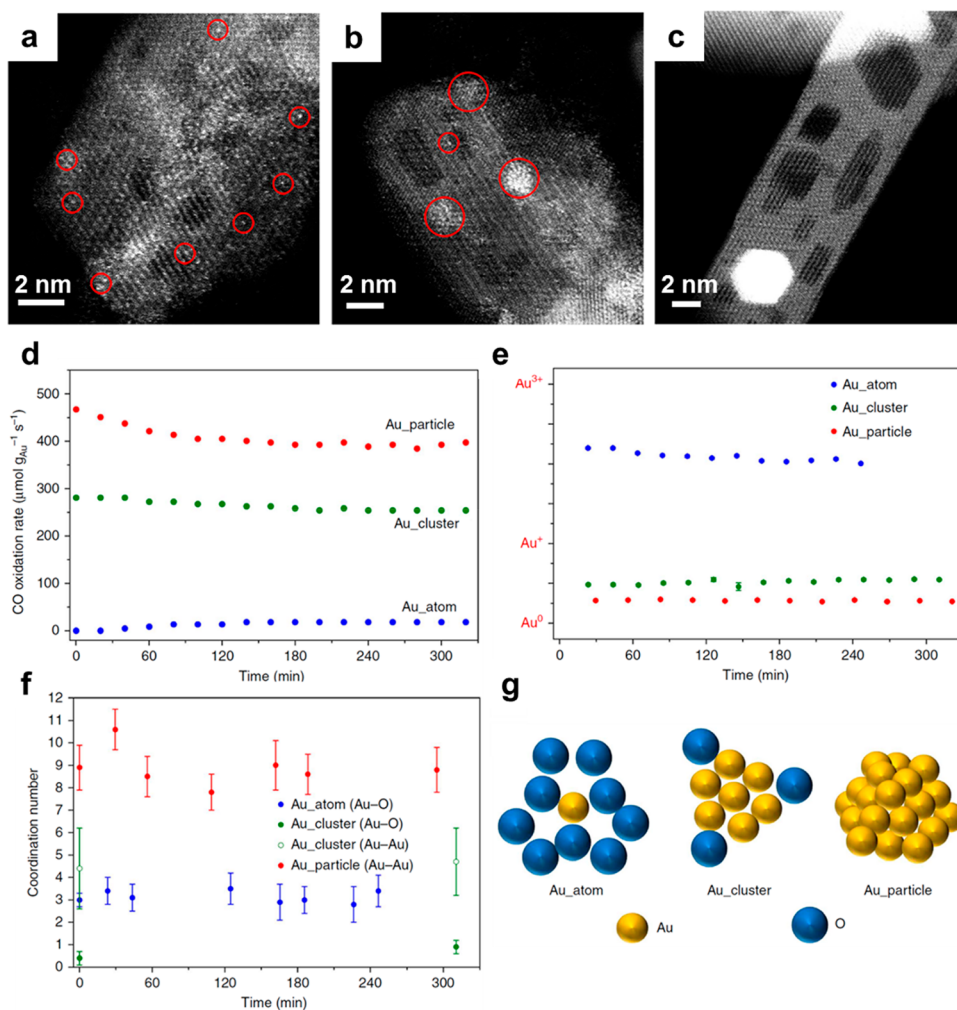 a
b
c
2 nm
2 nm
2 nm
d
CO oxidation rate (μmol gAu⁻¹ s⁻¹)
500
400
300
200
100
0
Au_particle
Au_cluster
Au_atom
0 60 120 180 240 300
Time (min)
e
Au³⁺
Au⁺
Au⁰
Au_atom
Au_cluster
Au_particle
0 60 120 180 240 300
Time (min)
f
Coordination number
12
11
10
9
8
7
6
5
4
3
2
1
0
Au_atom (Au–O)
Au_cluster (Au–O)
Au_cluster (Au–Au)
Au_particle (Au–Au)
0 60 120 180 240 300
Time (min)
g
Au_atom
Au_cluster
Au_particle
Au
O